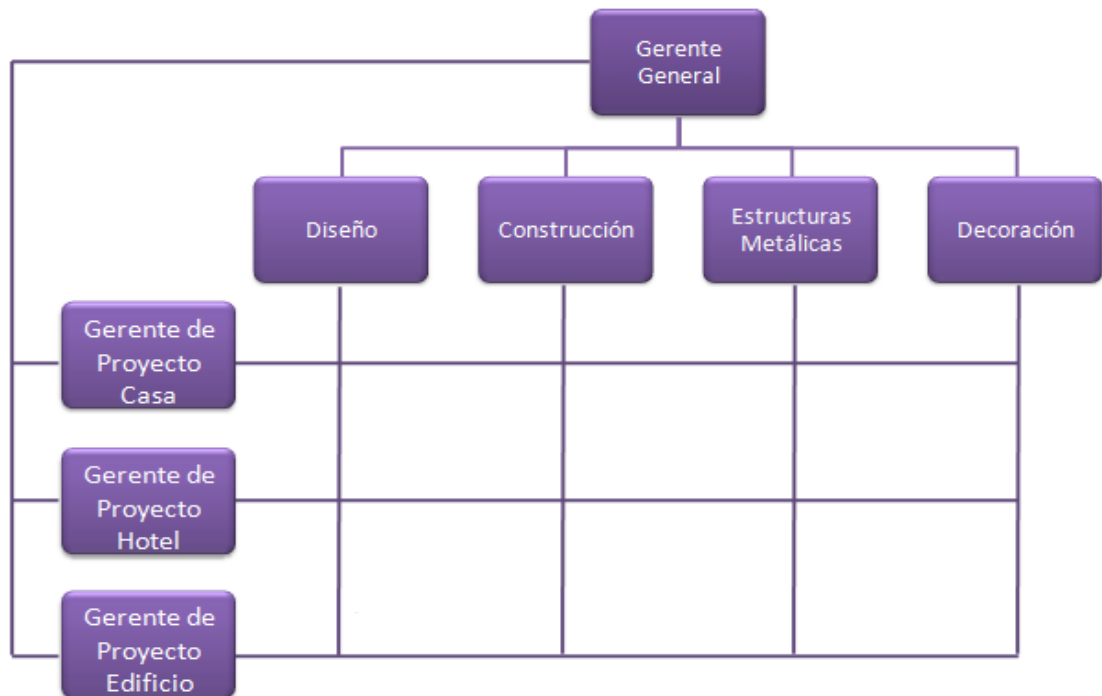 Gerente
General
Diseño
Construcción
Estructuras
Metálicas
Decoración
Gerente de
Proyecto
Casa
Gerente de
Proyecto
Hotel
Gerente de
Proyecto
Edificio